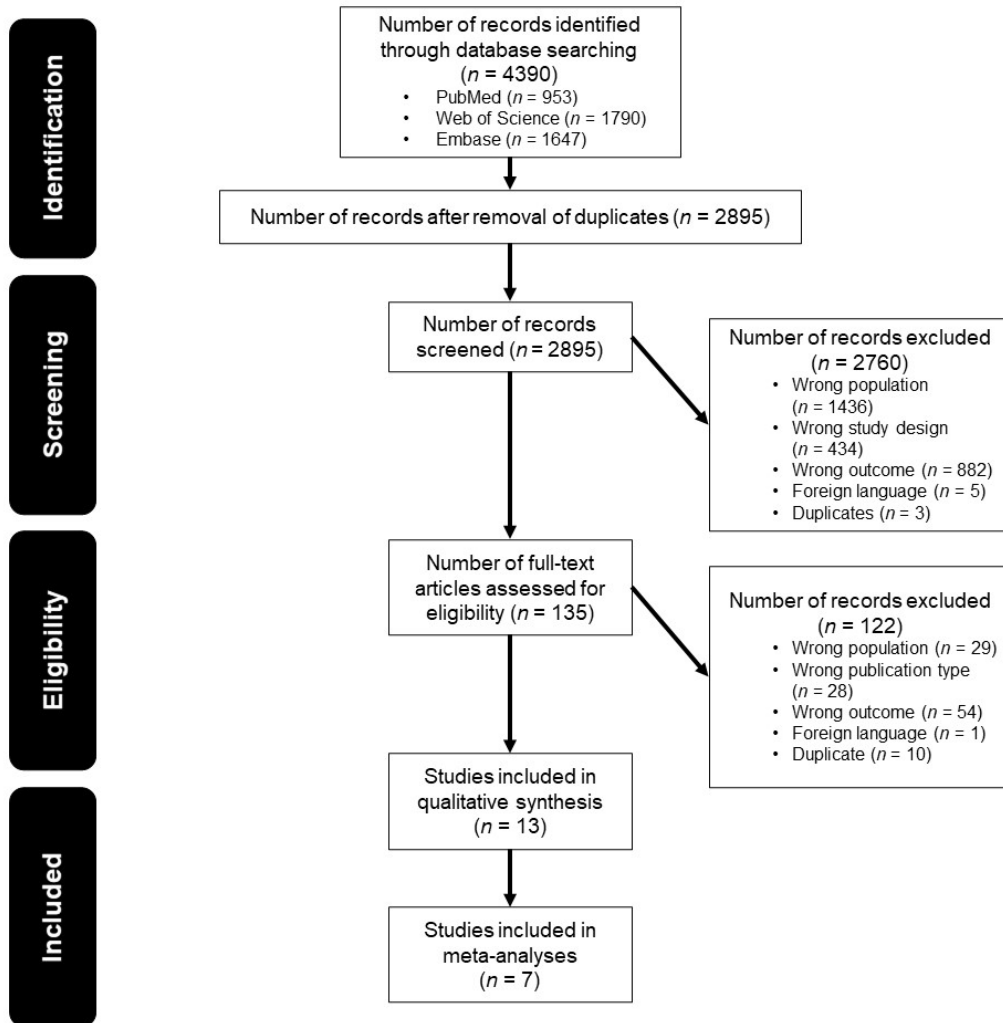 Identification
Number of records identified
through database searching
(n = 4390)
• PubMed (n = 953)
• Web of Science (n = 1790)
• Embase (n = 1647)
Number of records after removal of duplicates (n = 2895)
Screening
Number of records
screened (n = 2895)
Number of records excluded
(n = 2760)
• Wrong population
(n = 1436)
• Wrong study design
(n = 434)
• Wrong outcome (n = 882)
• Foreign language (n = 5)
• Duplicates (n = 3)
Eligibility
Number of full-text
articles assessed for
eligibility (n = 135)
Number of records excluded
(n = 122)
• Wrong population (n = 29)
• Wrong publication type
(n = 28)
• Wrong outcome (n = 54)
• Foreign language (n = 1)
• Duplicate (n = 10)
Studies included in
qualitative synthesis
(n = 13)
Included
Studies included in
meta-analyses
(n = 7)